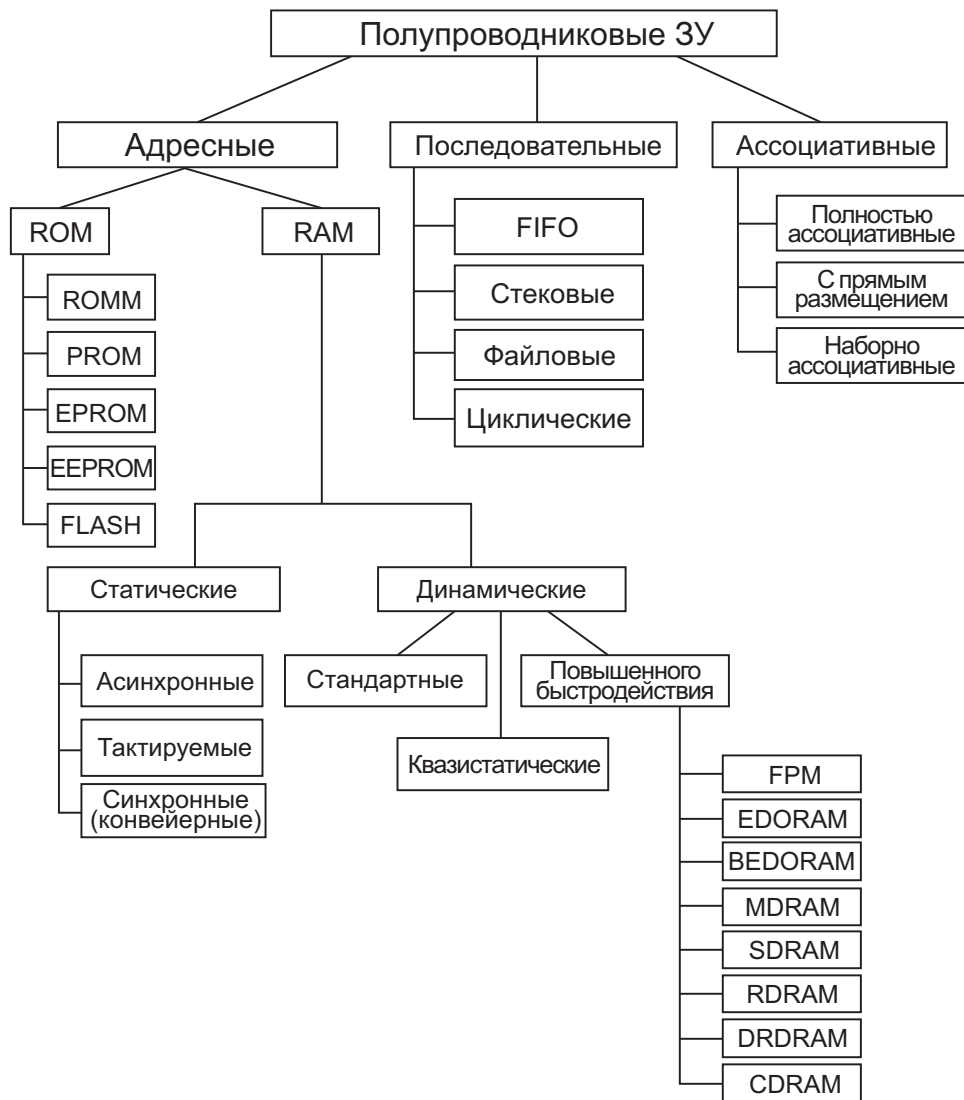 Полупроводниковые ЗУ
Адресные
Последовательные
Ассоциативные
ROM
RAM
FIFO
Стековые
Файловые
Циклические
Полностью
ассоциативные
С прямым
размещением
Наборно
ассоциативные
ROMM
PROM
EPROM
EEPROM
FLASH
Статические
Динамические
Асинхронные
Тактируемые
Синхронные
(конвейерные)
Стандартные
Квазистатические
Повышенного
быстродействия
FPM
EDORAM
BEDORAM
MDRAM
SDRAM
RDRAM
DRDRAM
CDRAM